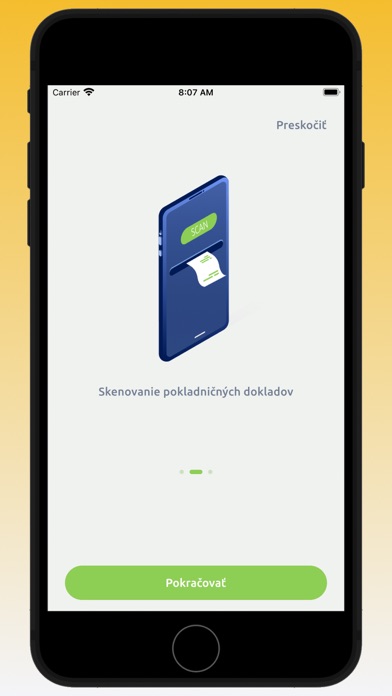 Carrier
8:07 AM
Preskočiť
SCAN
Skenovanie pokladničných dokladov
Pokračovať